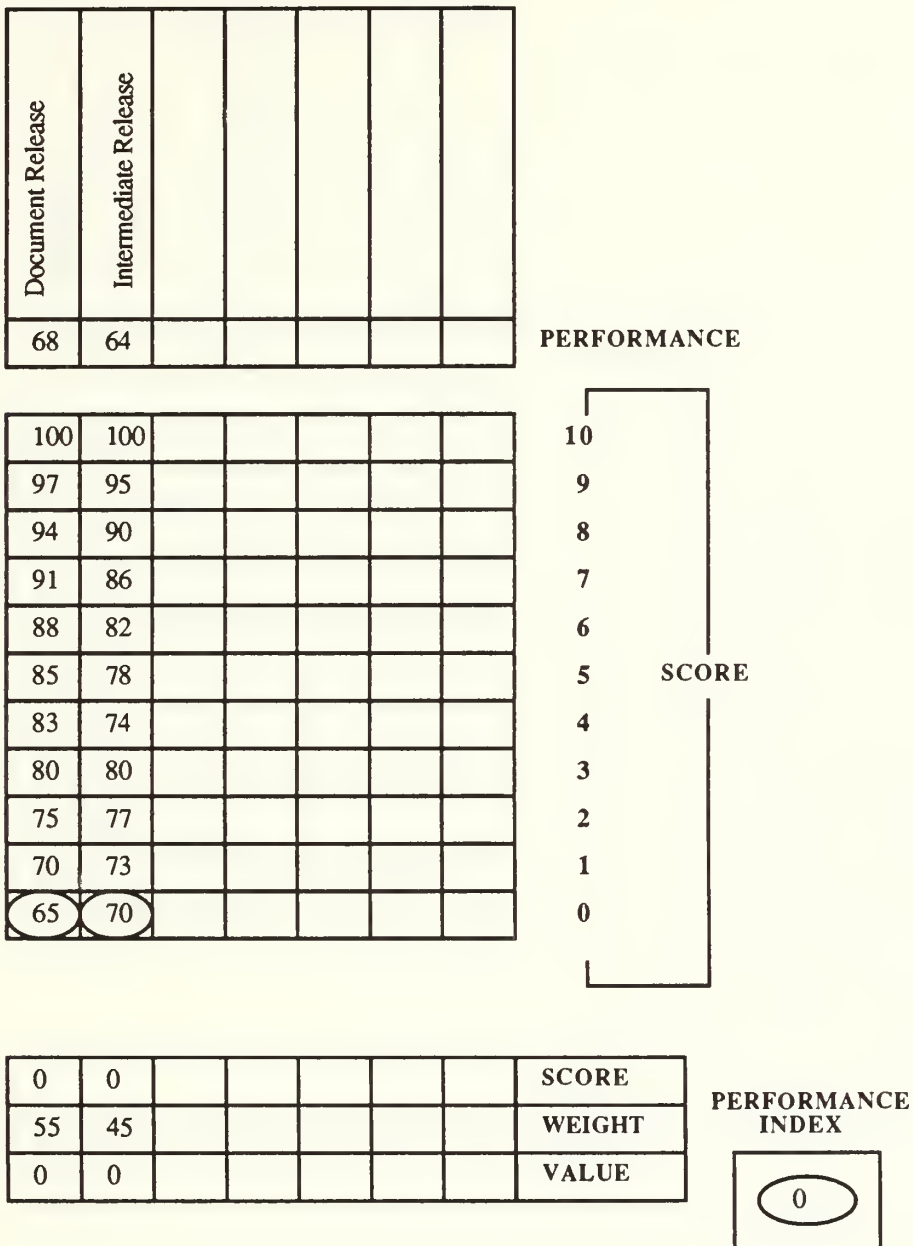 Document Release
Intermediate Release
68 64 PERFORMANCE
100 100 10
97 95 9
94 90 8
91 86 7
88 82 6
85 78 5 SCORE
83 74 4
80 80 3
75 77 2
70 73 1
65 70 0
0 0 SCORE
55 45 WEIGHT
0 0 VALUE
PERFORMANCE
INDEX
0